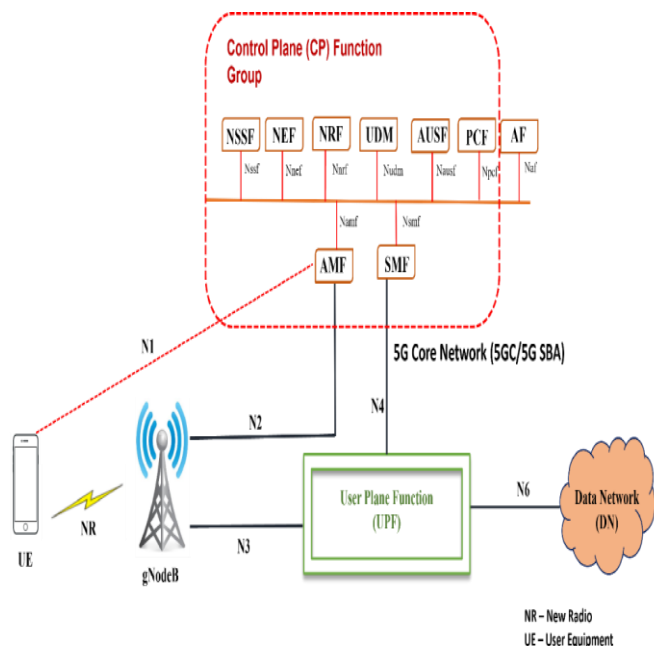 Control Plane (CP) Function
Group
NSSF NEF NRF UDM AUSF PCF AF
Nssf Nnef Nnrf Nudm Nausf Npcf Naf
Namf Nsmf
AMF SMF
N1
5G Core Network (5GC/5G SBA)
N2
N4
User Plane Function
(UPF)
N6
Data Network
(DN)
NR
N3
UE
gNodeB
NR – New Radio
UE – User Equipment